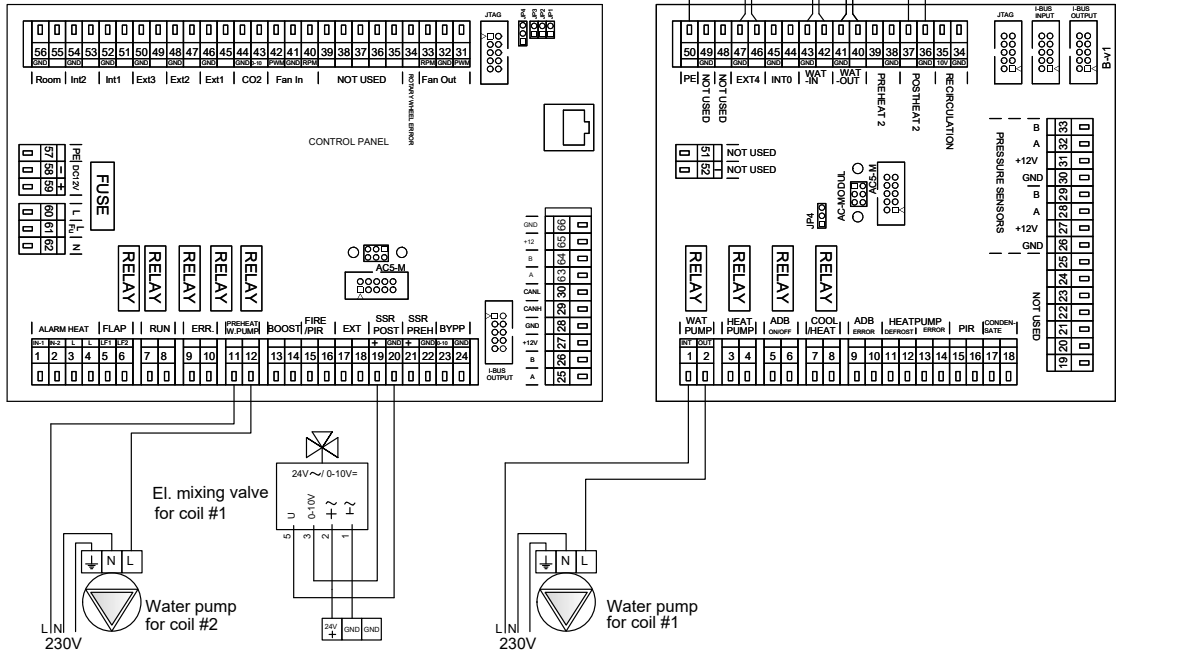 JTAG
JP4
JP3
JP2
JP1
56 55 54 53 52 51 50 49 48 47 46 45 44 43 42 41 40 39 38 37 36 35 34 33 32 31
GND GND GND GND GND GND GND 0-10 PWM GND RPM RPM GND PWM
Room Int2 Int1 Ext3 Ext2 Ext1 CO2 Fan In NOT USED Fan Out
ROTARY WHEEL ERROR
CONTROL PANEL
57 PE
58 –
59 +
DC12V
60 L
61 L
62 N
Fu
FUSE
RELAY RELAY RELAY RELAY RELAY
AC5-M
GND 66
+12 65
B 64
A 63
CANL 30
CANH 29
GND 28
+12V 27
B 26
A 25
I-BUS
OUTPUT
ALARM HEAT FLAP RUN ERR. PREHEAT
W.PUMP
BOOST FIRE
/PIR
EXT SSR
POST
SSR
PREH
BYPP
IN-1 IN-2 L L LF1 LF2 + GND + GND 0-10 GND
1 2 3 4 5 6 7 8 9 10 11 12 13 14 15 16 17 18 19 20 21 22 23 24
El. mixing valve
for coil #1
24V~/ 0-10V=
U
0-10V
+~
⊥~
5 3 2 1
N L
Water pump
for coil #2
L N
230V
24V
+
GND GND
JTAG
I-BUS
INPUT
I-BUS
OUTPUT
50 49 48 47 46 45 44 43 42 41 40 39 38 37 36 35 34
GND GND GND GND GND GND GND 10V GND
PE NOT USED NOT USED EXT4 INT0 WAT
-IN
WAT
-OUT
PREHEAT 2
POSTHEAT 2
RECIRCULATION
51 NOT USED
52 – NOT USED
AC-MODUL
AC5-M
JP4
PRESSURE SENSORS
B 33
A 32
+12V 31
GND 30
B 29
A 28
+12V 27
GND 26
25
24
23
22
21
20
19
NOT USED
RELAY RELAY RELAY RELAY
WAT
PUMP
HEAT
PUMP
ADB
ON/OFF
COOL
/HEAT
ADB
ERROR
HEATPUMP
DEFROST ERROR
PIR
CONDEN-
SATE
INT OUT
1 2 3 4 5 6 7 8 9 10 11 12 13 14 15 16 17 18
N L
Water pump
for coil #1
L N
230V